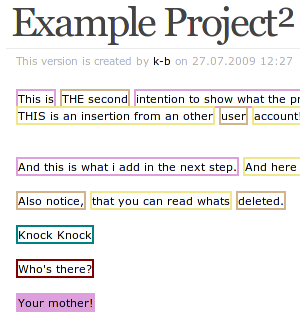 Example Project²
This version is created by k-b on 27.07.2009 12:27
This is THE second intention to show what the
THIS is an insertion from an other user account!
And this is what i add in the next step. And here
Also notice, that you can read whats deleted.
Knock Knock
Who's there?
Your mother!